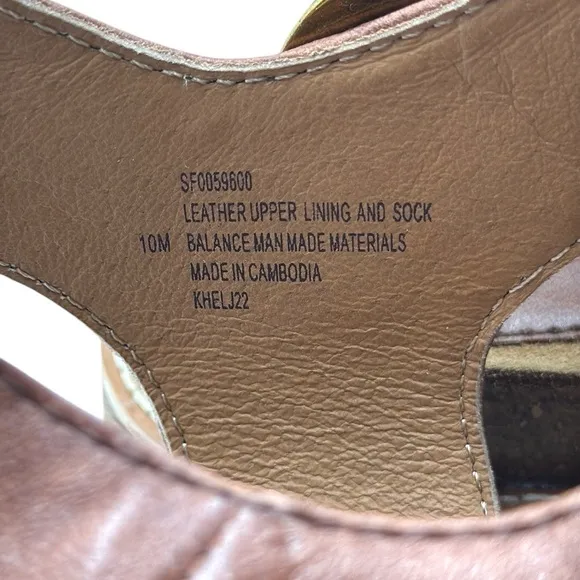 SF0059600
LEATHER UPPER LINING AND SOCK
10M BALANCE MAN MADE MATERIALS
MADE IN CAMBODIA
KHELJ22